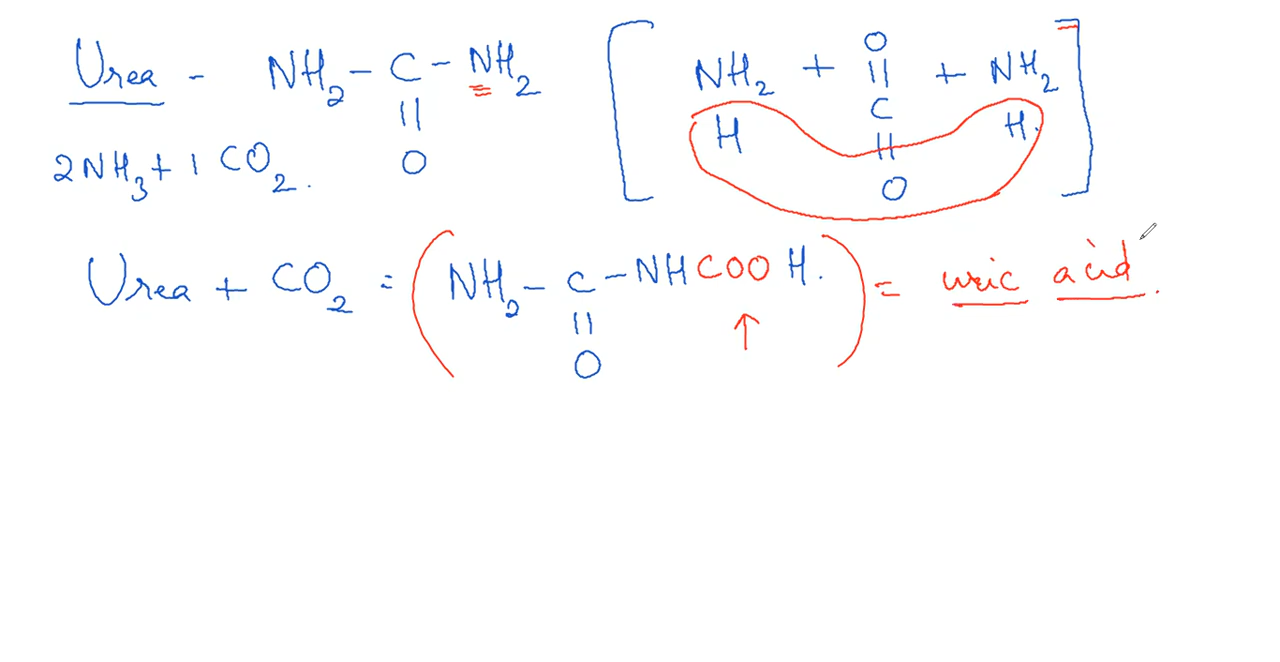 Urea - NH2 - C - NH2 [ NH2 + O + NH2 ]
|| || C
O H || H.
2NH3 + 1 CO2. O
Urea + CO2 = ( NH2 - C - NHCOOH. ) = uric acid.
|| ↑
O